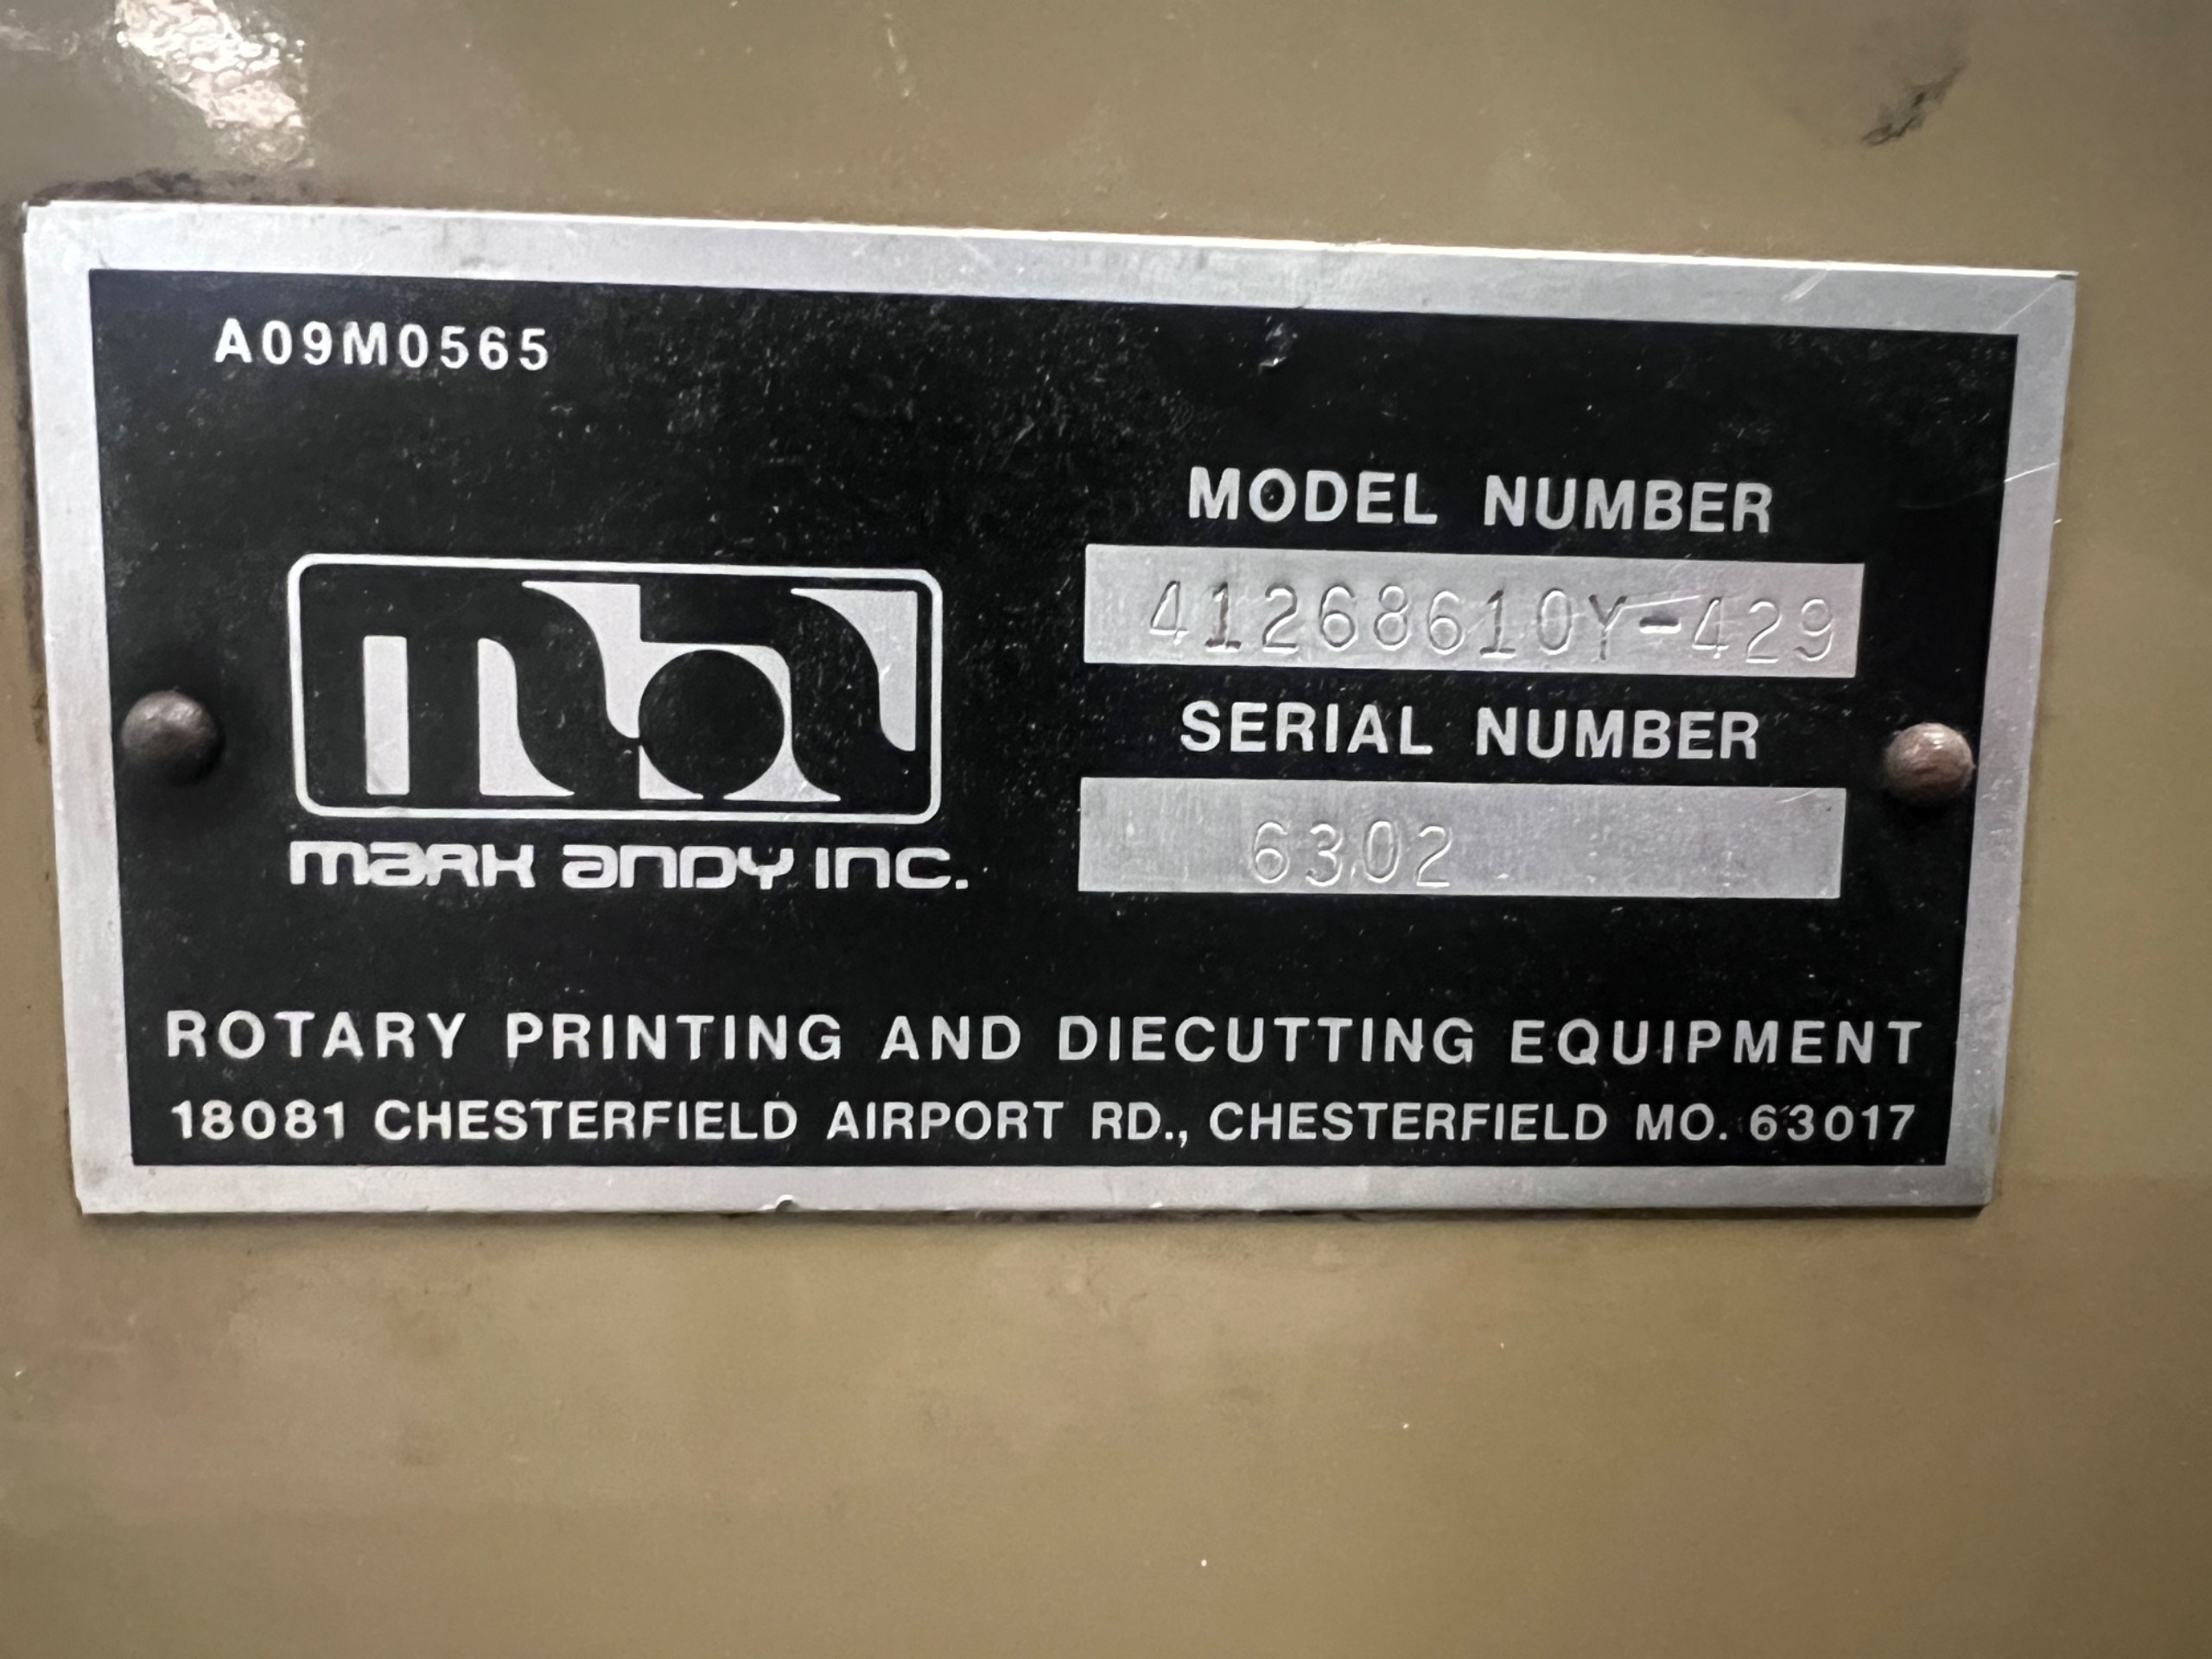 A09M0565
MODEL NUMBER
41268610Y-429
SERIAL NUMBER
6302
mark andy inc.
ROTARY PRINTING AND DIECUTTING EQUIPMENT
18081 CHESTERFIELD AIRPORT RD., CHESTERFIELD MO. 63017